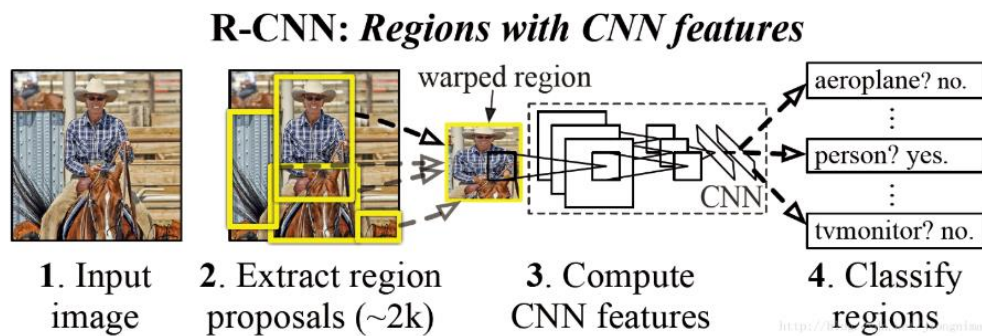 R-CNN: Regions with CNN features
warped region
aeroplane? no.
⋮
person? yes.
⋮
tvmonitor? no.
CNN
1. Input image
2. Extract region proposals (~2k)
3. Compute CNN features
4. Classify regions